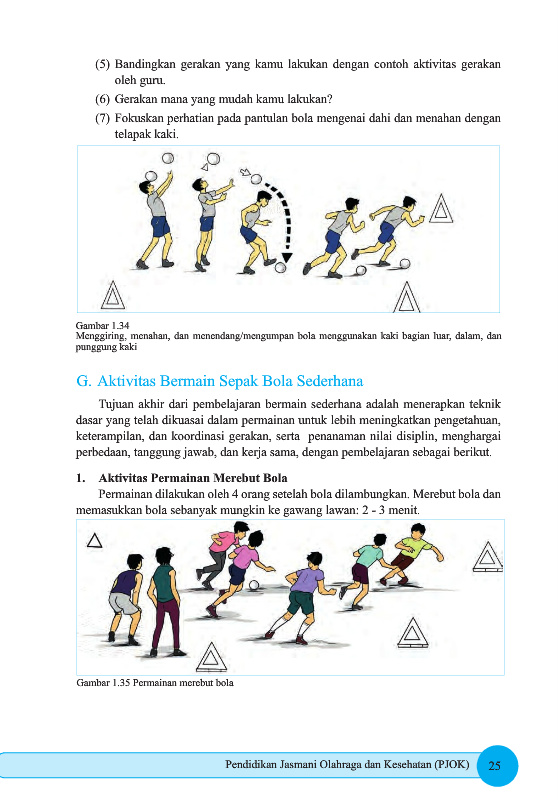 (5) Bandingkan gerakan yang kamu lakukan dengan contoh aktivitas gerakan
oleh guru.
(6) Gerakan mana yang mudah kamu lakukan?
(7) Fokuskan perhatian pada pantulan bola mengenai dahi dan menahan dengan
telapak kaki.
Gambar 1.34
Menggiring, menahan, dan menendang/mengumpan bola menggunakan kaki bagian luar, dalam, dan
punggung kaki
G. Aktivitas Bermain Sepak Bola Sederhana
Tujuan akhir dari pembelajaran bermain sederhana adalah menerapkan teknik
dasar yang telah dikuasai dalam permainan untuk lebih meningkatkan pengetahuan,
keterampilan, dan koordinasi gerakan, serta penanaman nilai disiplin, menghargai
perbedaan, tanggung jawab, dan kerja sama, dengan pembelajaran sebagai berikut.
1. Aktivitas Permainan Merebut Bola
Permainan dilakukan oleh 4 orang setelah bola dilambungkan. Merebut bola dan
memasukkan bola sebanyak mungkin ke gawang lawan: 2 - 3 menit.
Gambar 1.35 Permainan merebut bola
Pendidikan Jasmani Olahraga dan Kesehatan (PJOK) 25